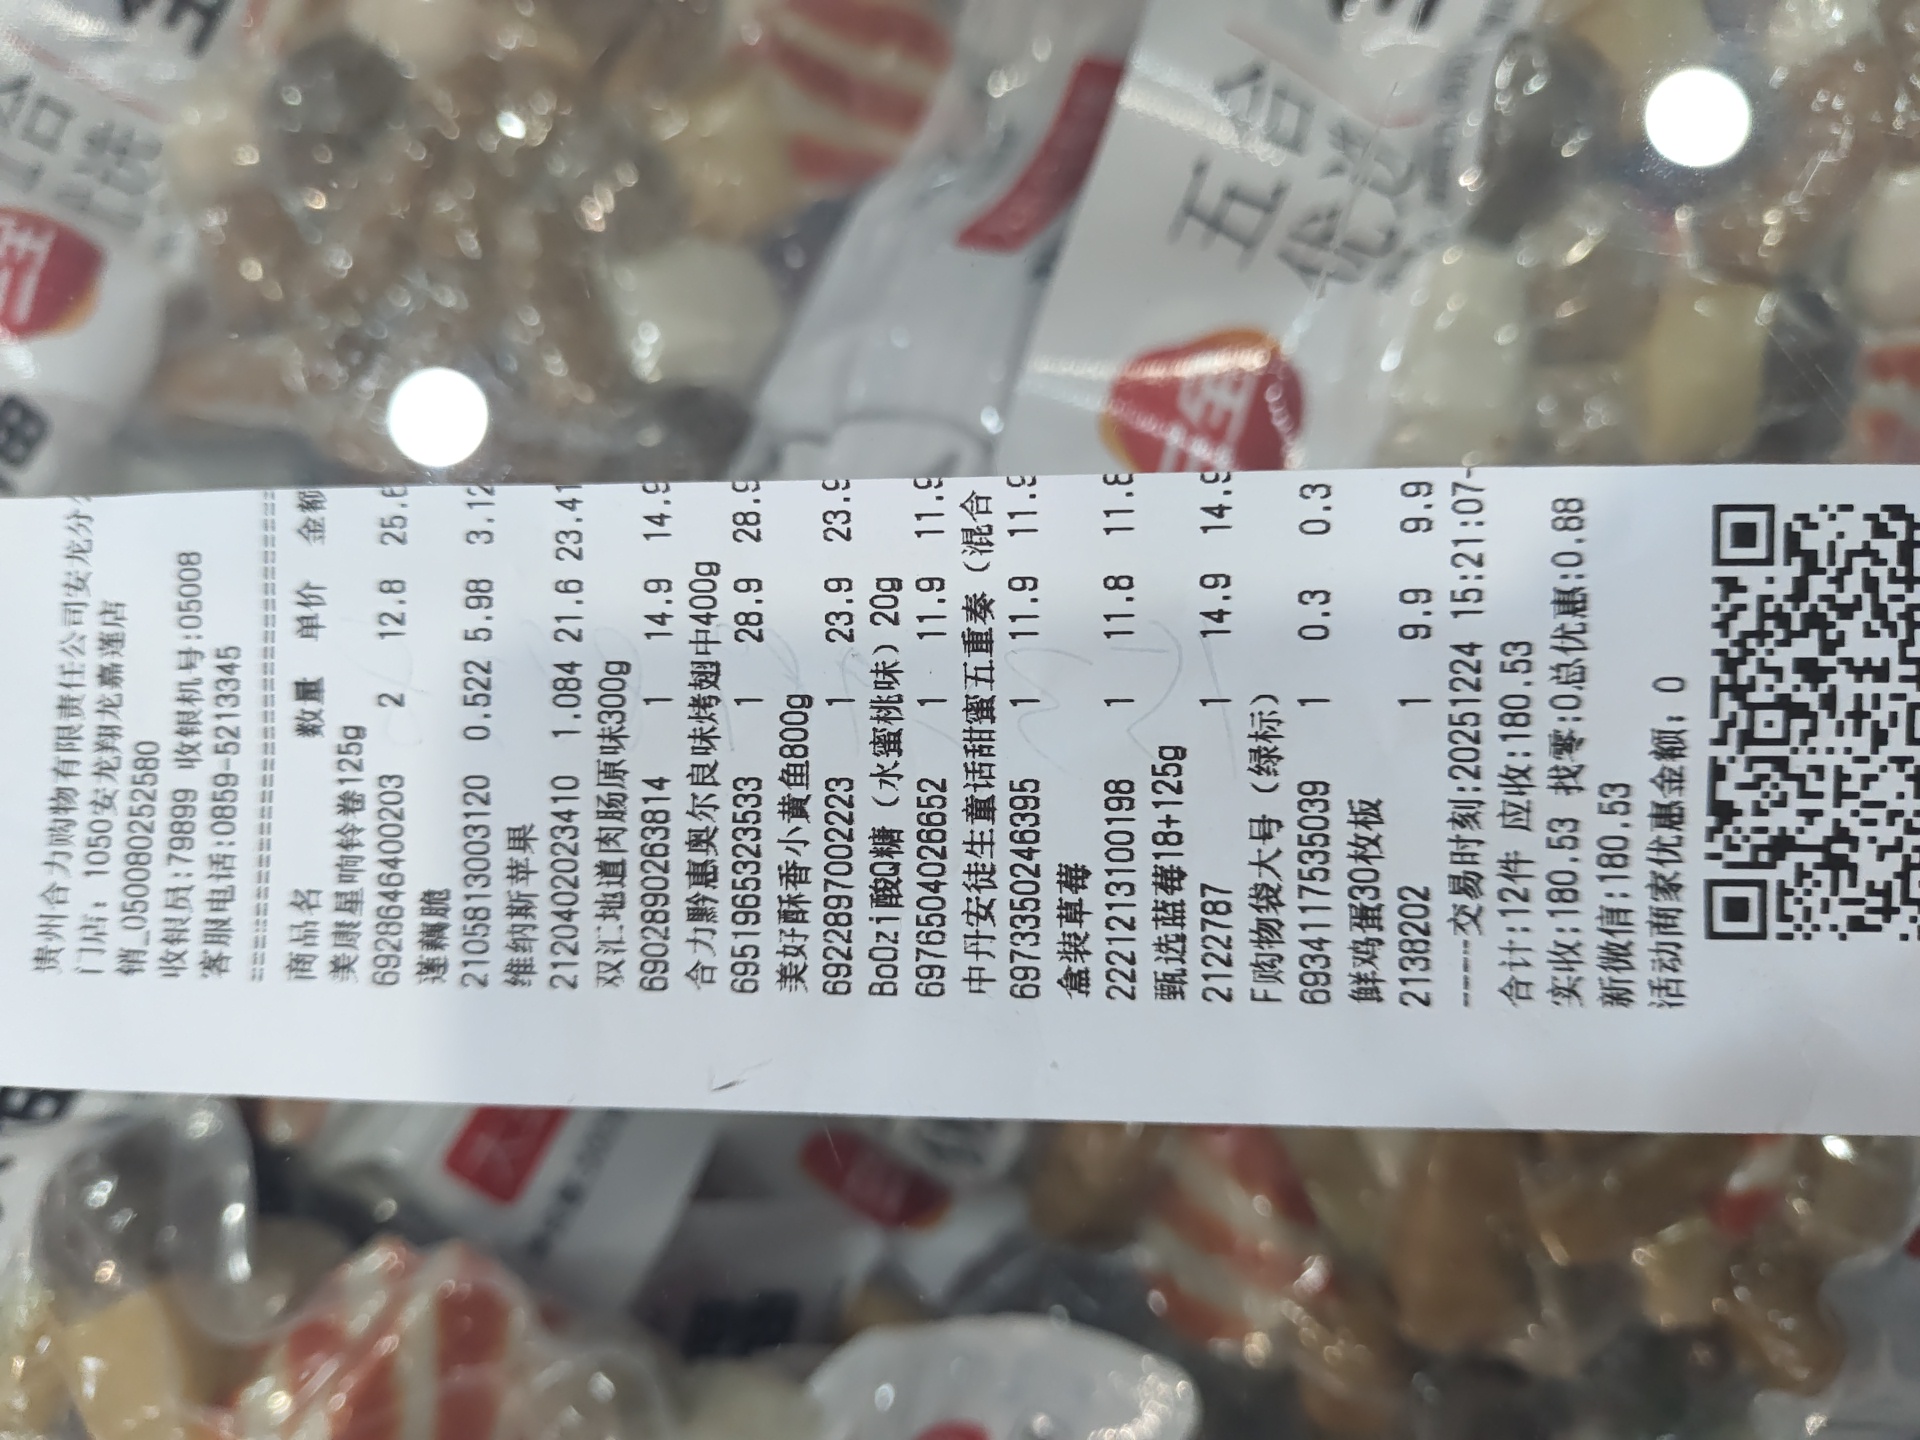 贵州合力购物有限责任公司安龙分
门店: 1050安龙翔龙嘉莲店
销_0500802525​80
收银员:79899 收银机号:05008
客服电话:0859-5213345
商品名 数量 单价 金额
美康星响铃卷125g
6928646400203 2 12.8 25.6
莲藕脆
2105813003120 0.522 5.98 3.12
维纳斯苹果
2120402023410 1.084 21.6 23.41
双汇地道肉肠原味300g
6902890263814 1 14.9 14.9
合力黔惠奥尔良味烤翅中400g
6951965323533 1 28.9 28.9
美好酥香小黄鱼800g
6922897002223 1 23.9 23.9
BoOzi酸Q糖（水蜜桃味）20g
6976504026652 1 11.9 11.9
中丹安徒生童话甜蜜五重奏（混合
6973350246395 1 11.9 11.9
盒装草莓
2221213100198 1 11.8 11.8
甄选蓝莓18+125g
2122787 1 14.9 14.9
F购物袋大号（绿标）
6934117535039 1 0.3 0.3
鲜鸡蛋30枚板
2138202 1 9.9 9.9
----交易时刻:20251224 15:21:07-
合计:12件 应收:180.53
实收:180.53 找零:0总优惠:0.88
新微信:180.53
活动商家优惠金额: 0
五谷
优选